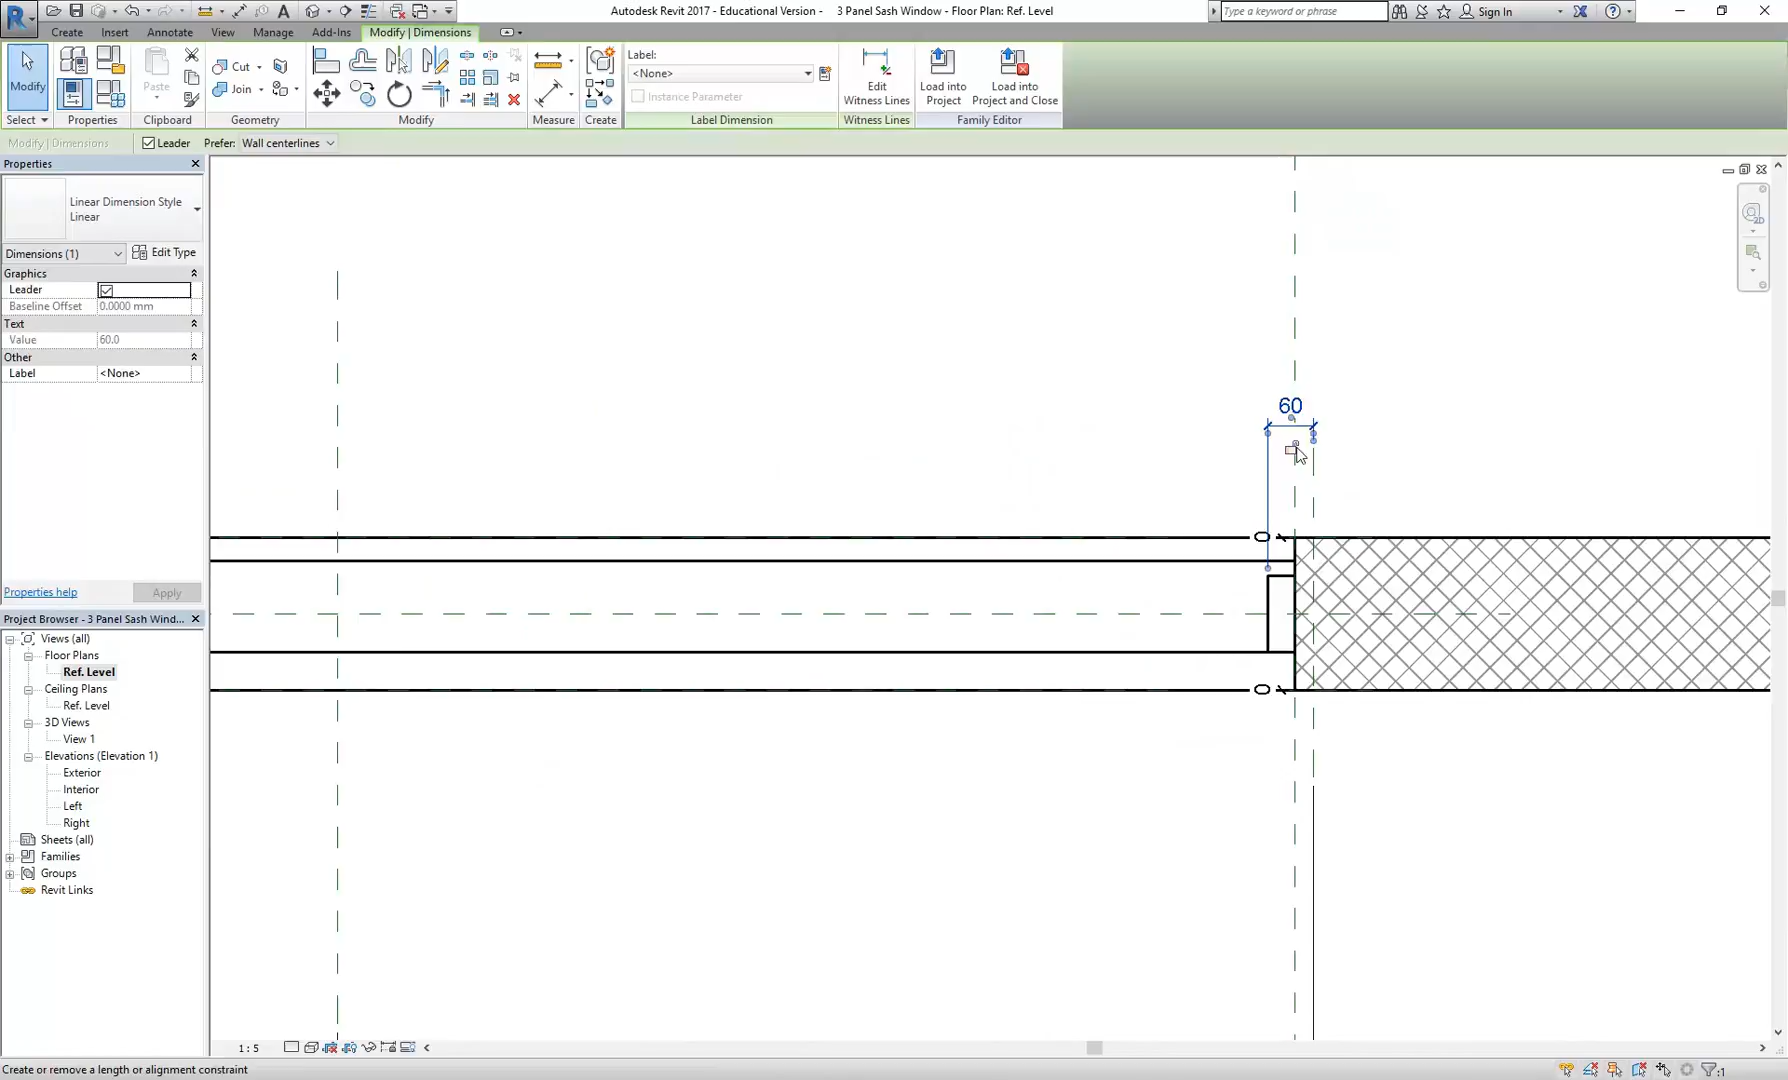 Autodesk Revit 2017 - Educational Version - 3 Panel Sash Window - Floor Plan: Ref. Level
Type a keyword or phrase
Sign In
Create Insert Annotate View Manage Add-Ins Modify | Dimensions
Modify
Paste
Cut
Join
Label:
<None>
Instance Parameter
Edit Witness Lines
Load into Project
Load into Project and Close
Select Properties Clipboard Geometry Modify Measure Create Label Dimension Witness Lines Family Editor
Modify | Dimensions Leader Prefer: Wall centerlines
Properties
Linear Dimension Style
Linear
Dimensions (1) Edit Type
Graphics
Leader
Baseline Offset 0.0000 mm
Text
Value 60.0
Other
Label <None>
Properties help Apply
Project Browser - 3 Panel Sash Wind...
Views (all)
Floor Plans
Ref. Level
Ceiling Plans
Ref. Level
3D Views
View 1
Elevations (Elevation 1)
Exterior
Interior
Left
Right
Sheets (all)
Families
Groups
Revit Links
60
0
0
2D
1 : 5
Create or remove a length or alignment constraint
:1